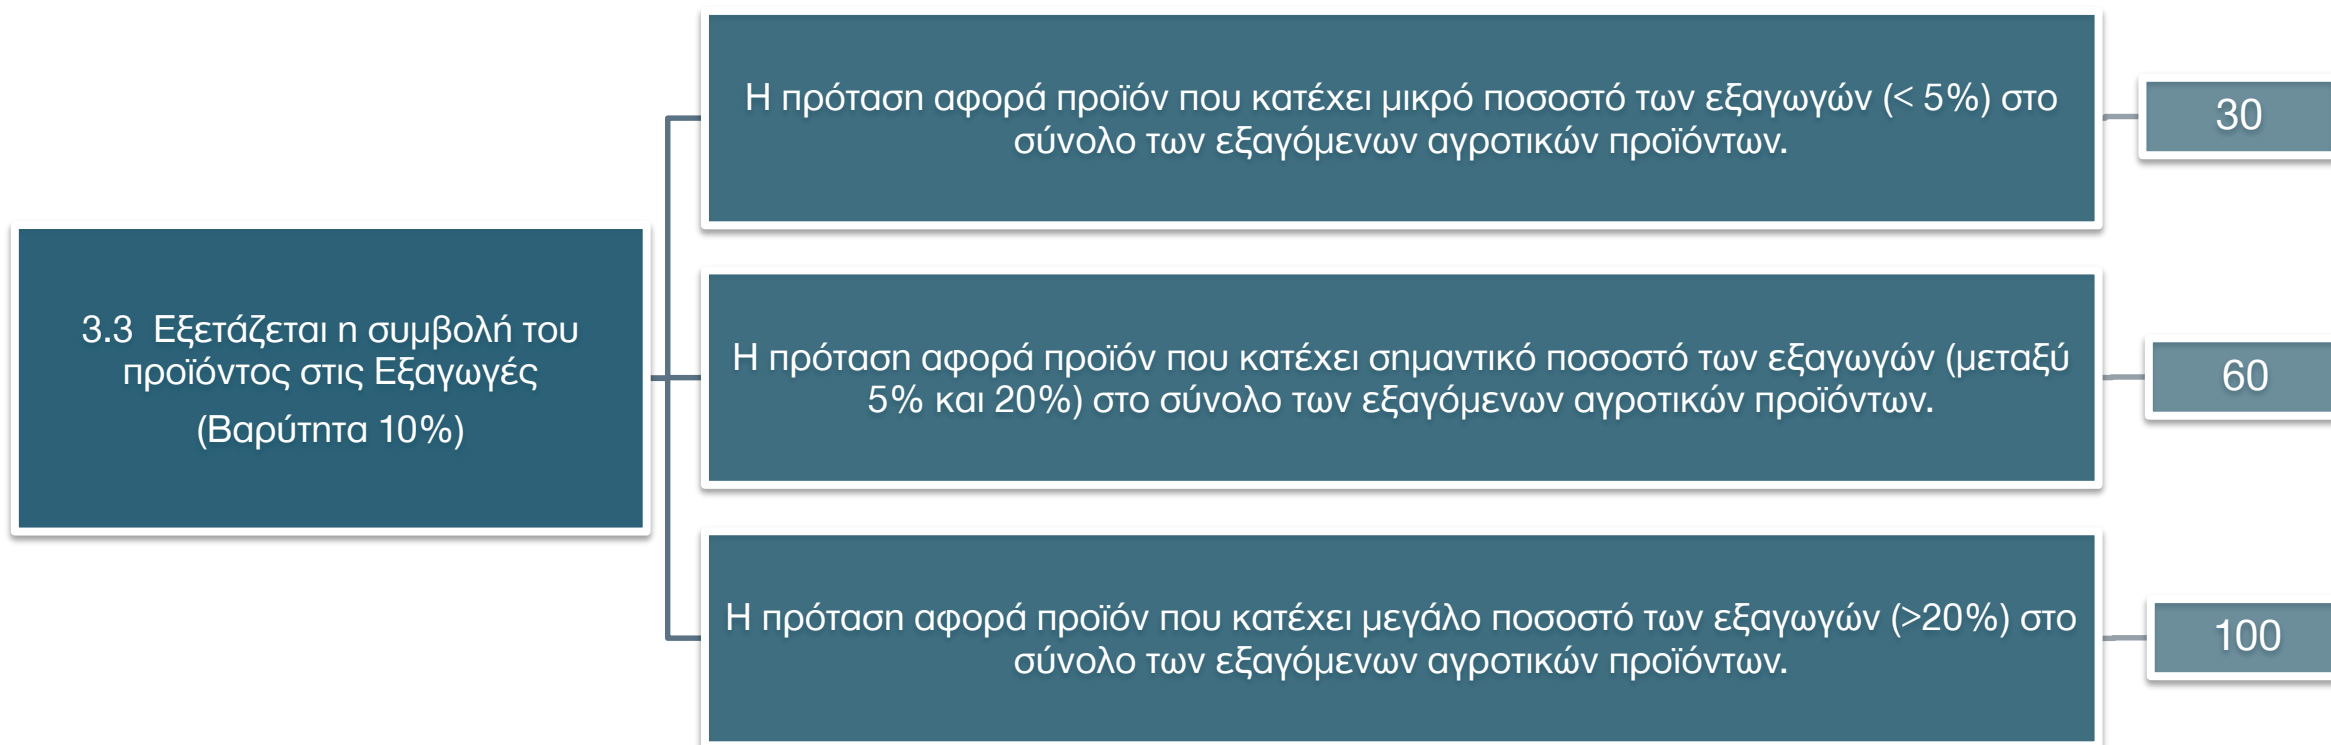 Η πρόταση αφορά προϊόν που κατέχει μικρό ποσοστό των εξαγωγών (< 5%) στο
σύνολο των εξαγόμενων αγροτικών προϊόντων.
30
3.3 Εξετάζεται η συμβολή του
προϊόντος στις Εξαγωγές
(Βαρύτητα 10%)
Η πρόταση αφορά προϊόν που κατέχει σημαντικό ποσοστό των εξαγωγών (μεταξύ
5% και 20%) στο σύνολο των εξαγόμενων αγροτικών προϊόντων.
60
Η πρόταση αφορά προϊόν που κατέχει μεγάλο ποσοστό των εξαγωγών (>20%) στο
σύνολο των εξαγόμενων αγροτικών προϊόντων.
100